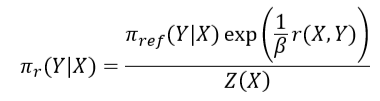 π_r(Y|X) = π_ref(Y|X) exp(1/β r(X, Y)) / Z(X)